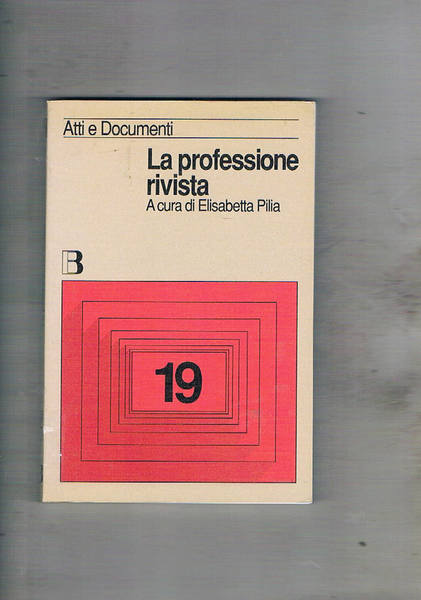 Atti e Documenti
La professione
rivista
A cura di Elisabetta Pilia
B
19